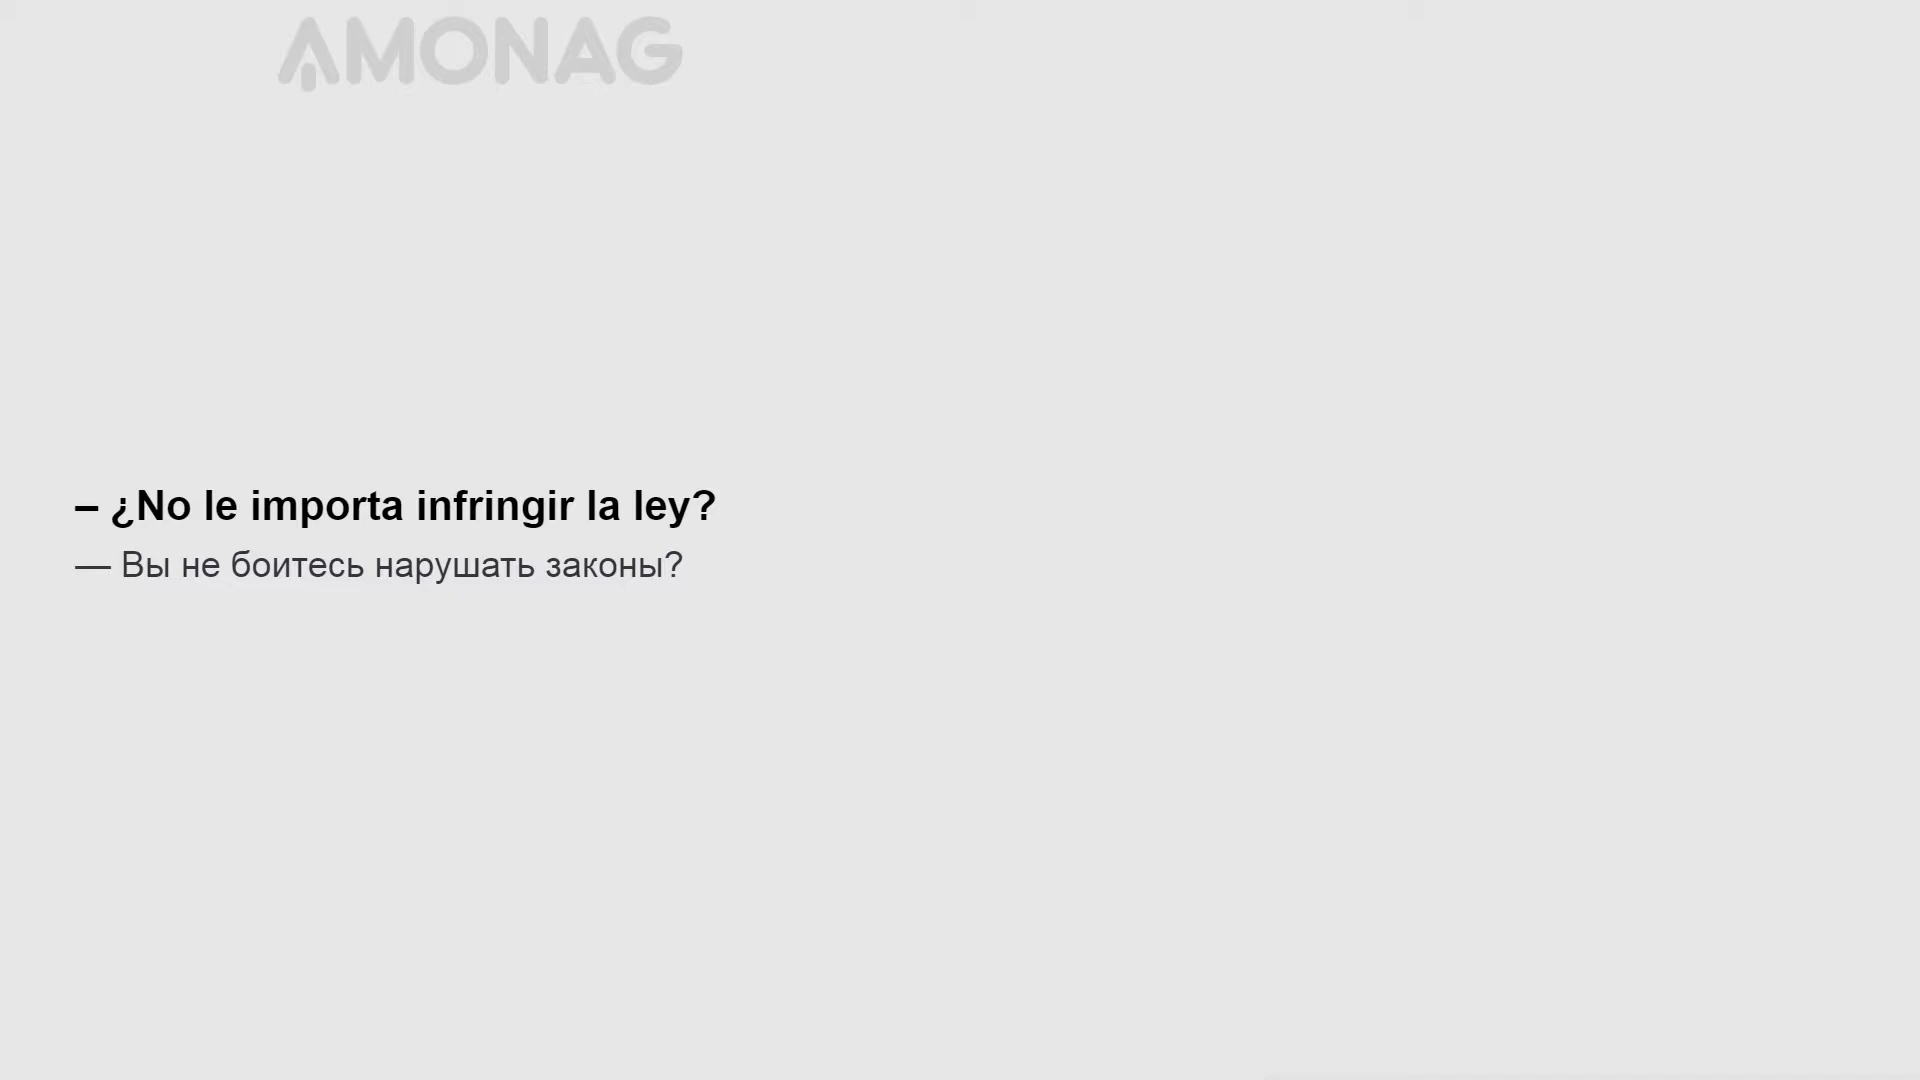 AMONAG
– ¿No le importa infringir la ley?
— Вы не боитесь нарушать законы?